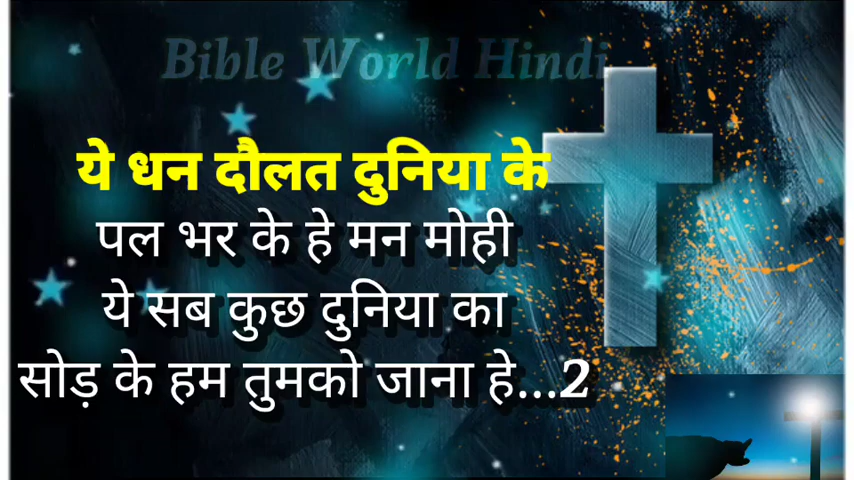 Bible World Hindi
ये धन दौलत दुनिया के
पल भर के हे मन मोही
ये सब कुछ दुनिया का
सोड़ के हम तुमको जाना हे...2